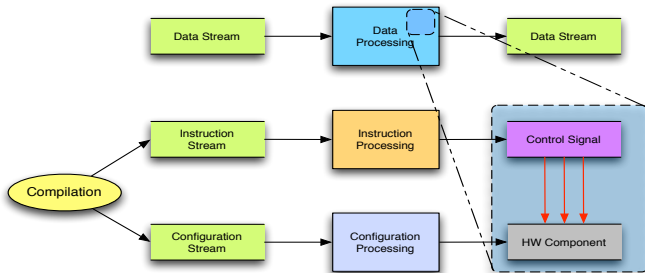 Data Stream
Data
Processing
Data Stream
Instruction
Stream
Instruction
Processing
Control Signal
Compilation
Configuration
Stream
Configuration
Processing
HW Component